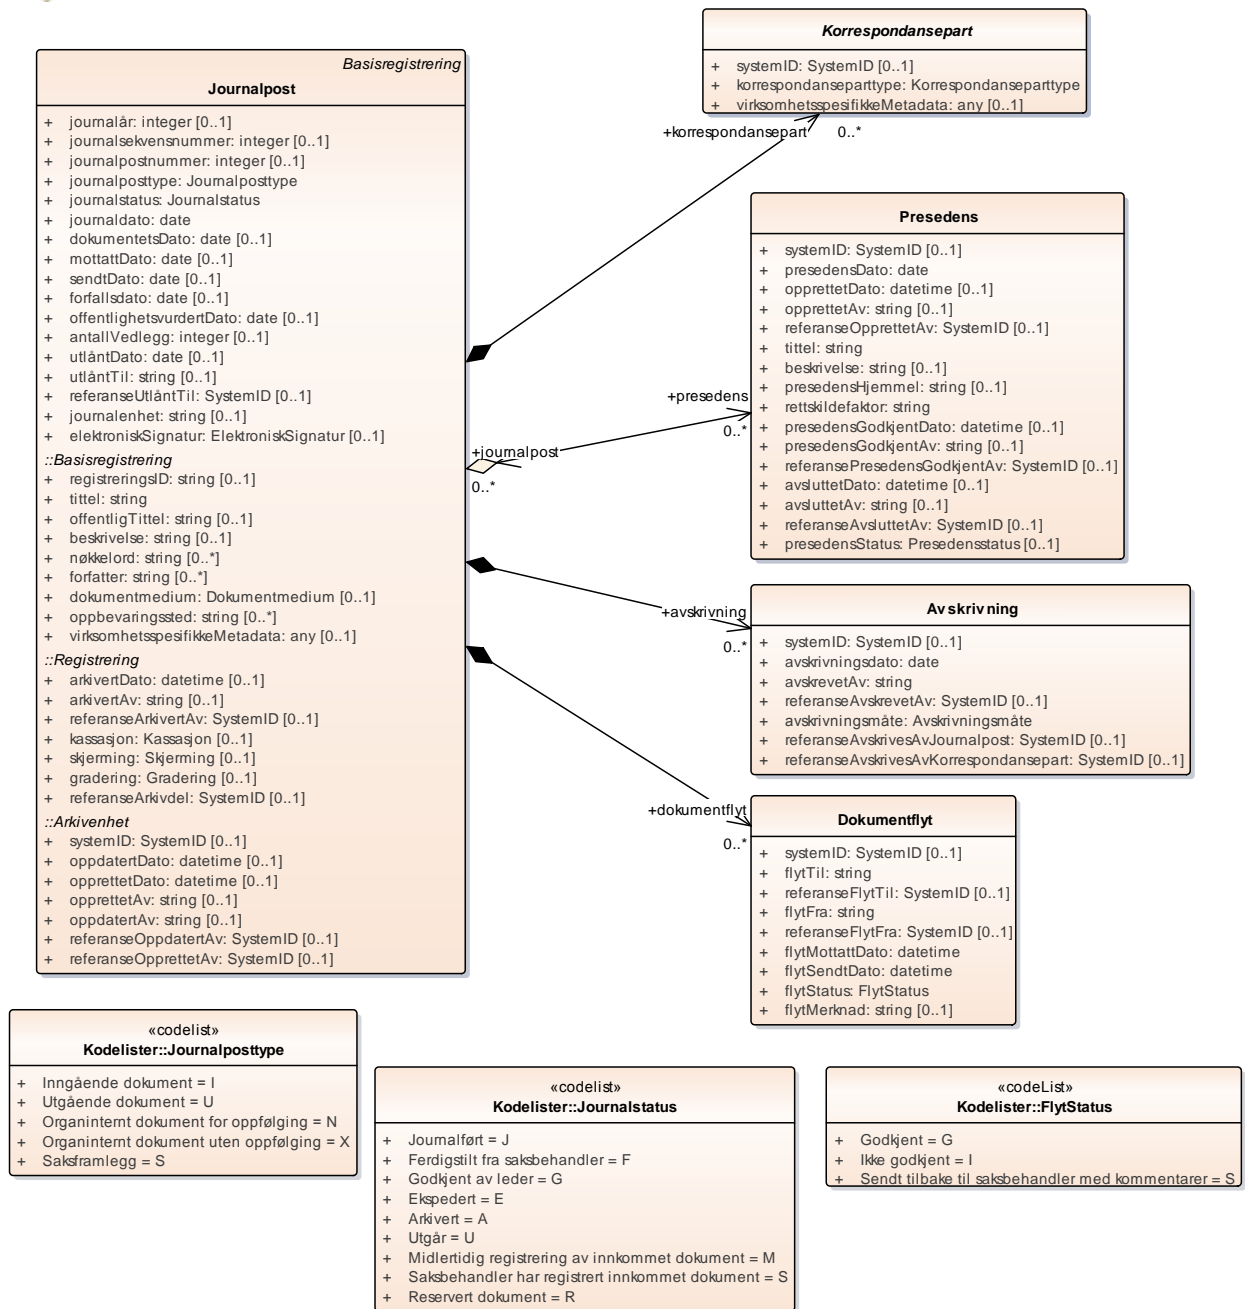 Basisregistrering
Journalpost
+ journalår: integer [0..1]
+ journalsekvensnummer: integer [0..1]
+ journalpostnummer: integer [0..1]
+ journalposttype: Journalposttype
+ journalstatus: Journalstatus
+ journaldato: date
+ dokumentetsDato: date [0..1]
+ mottattDato: date [0..1]
+ sendtDato: date [0..1]
+ forfallsdato: date [0..1]
+ offentlighetsvurdertDato: date [0..1]
+ antallVedlegg: integer [0..1]
+ utlåntDato: date [0..1]
+ utlåntTil: string [0..1]
+ referanseUtlåntTil: SystemID [0..1]
+ journalenhet: string [0..1]
+ elektroniskSignatur: ElektroniskSignatur [0..1]
::Basisregistrering
+ registreringsID: string [0..1]
+ tittel: string
+ offentligTittel: string [0..1]
+ beskrivelse: string [0..1]
+ nøkkelord: string [0..*]
+ forfatter: string [0..*]
+ dokumentmedium: Dokumentmedium [0..1]
+ oppbevaringssted: string [0..*]
+ virksomhetsspesifikkeMetadata: any [0..1]
::Registrering
+ arkivertDato: datetime [0..1]
+ arkivertAv: string [0..1]
+ referanseArkivertAv: SystemID [0..1]
+ kassasjon: Kassasjon [0..1]
+ skjerming: Skjerming [0..1]
+ gradering: Gradering [0..1]
+ referanseArkivdel: SystemID [0..1]
::Arkivenhet
+ systemID: SystemID [0..1]
+ oppdatertDato: datetime [0..1]
+ opprettetDato: datetime [0..1]
+ opprettetAv: string [0..1]
+ oppdatertAv: string [0..1]
+ referanseOppdatertAv: SystemID [0..1]
+ referanseOpprettetAv: SystemID [0..1]
Korrespondansepart
+ systemID: SystemID [0..1]
+ korrespondanseparttype: Korrespondanseparttype
+ virksomhetsspesifikkeMetadata: any [0..1]
+korrespondansepart
0..*
Presedens
+ systemID: SystemID [0..1]
+ presedensDato: date
+ opprettetDato: datetime [0..1]
+ opprettetAv: string [0..1]
+ referanseOpprettetAv: SystemID [0..1]
+ tittel: string
+ beskrivelse: string [0..1]
+ presedensHjemmel: string [0..1]
+ rettskildefaktor: string
+ presedensGodkjentDato: datetime [0..1]
+ presedensGodkjentAv: string [0..1]
+ referansePresedensGodkjentAv: SystemID [0..1]
+ avsluttetDato: datetime [0..1]
+ avsluttetAv: string [0..1]
+ referanseAvsluttetAv: SystemID [0..1]
+ presedensStatus: Presedensstatus [0..1]
+presedens
0..*
+journalpost
0..*
Avskrivning
+ systemID: SystemID [0..1]
+ avskrivningsdato: date
+ avskrevetAv: string
+ referanseAvskrevetAv: SystemID [0..1]
+ avskrivningsmåte: Avskrivningsmåte
+ referanseAvskrivesAvJournalpost: SystemID [0..1]
+ referanseAvskrivesAvKorrespondansepart: SystemID [0..1]
+avskrivning
0..*
Dokumentflyt
+ systemID: SystemID [0..1]
+ flytTil: string
+ referanseFlytTil: SystemID [0..1]
+ flytFra: string
+ referanseFlytFra: SystemID [0..1]
+ flytMottattDato: datetime
+ flytSendtDato: datetime
+ flytStatus: FlytStatus
+ flytMerknad: string [0..1]
+dokumentflyt
0..*
«codelist»
Kodelister::Journalposttype
+ Inngående dokument = I
+ Utgående dokument = U
+ Organinternt dokument for oppfølging = N
+ Organinternt dokument uten oppfølging = X
+ Saksframlegg = S
«codelist»
Kodelister::Journalstatus
+ Journalført = J
+ Ferdigstilt fra saksbehandler = F
+ Godkjent av leder = G
+ Ekspedert = E
+ Arkivert = A
+ Utgår = U
+ Midlertidig registrering av innkommet dokument = M
+ Saksbehandler har registrert innkommet dokument = S
+ Reservert dokument = R
«codeList»
Kodelister::FlytStatus
+ Godkjent = G
+ Ikke godkjent = I
+ Sendt tilbake til saksbehandler med kommentarer = S